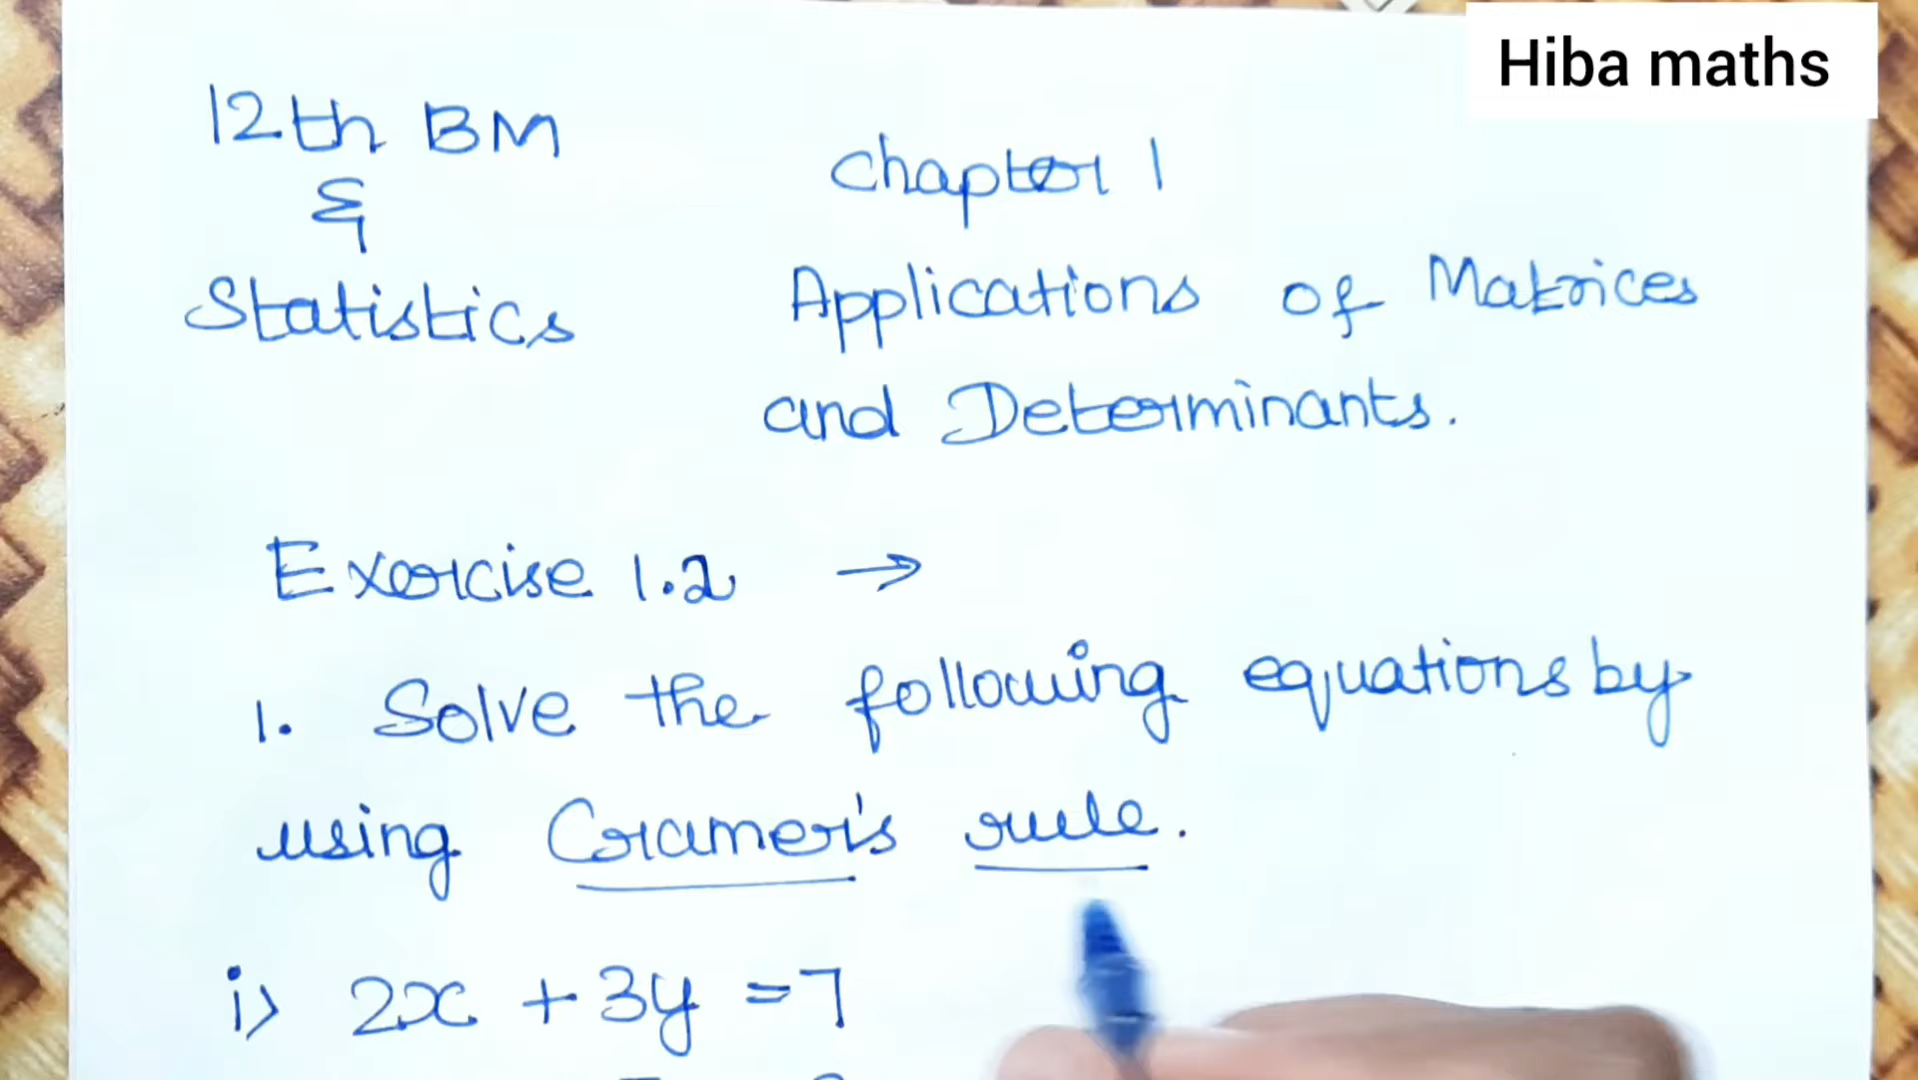 Hiba maths
12th BM
&
Statistics
Chapter 1
Applications of Matrices
and Determinants.
Exercise 1.2 →
1. Solve the following equations by
using Cramer's rule.
i) 2x + 3y = 7